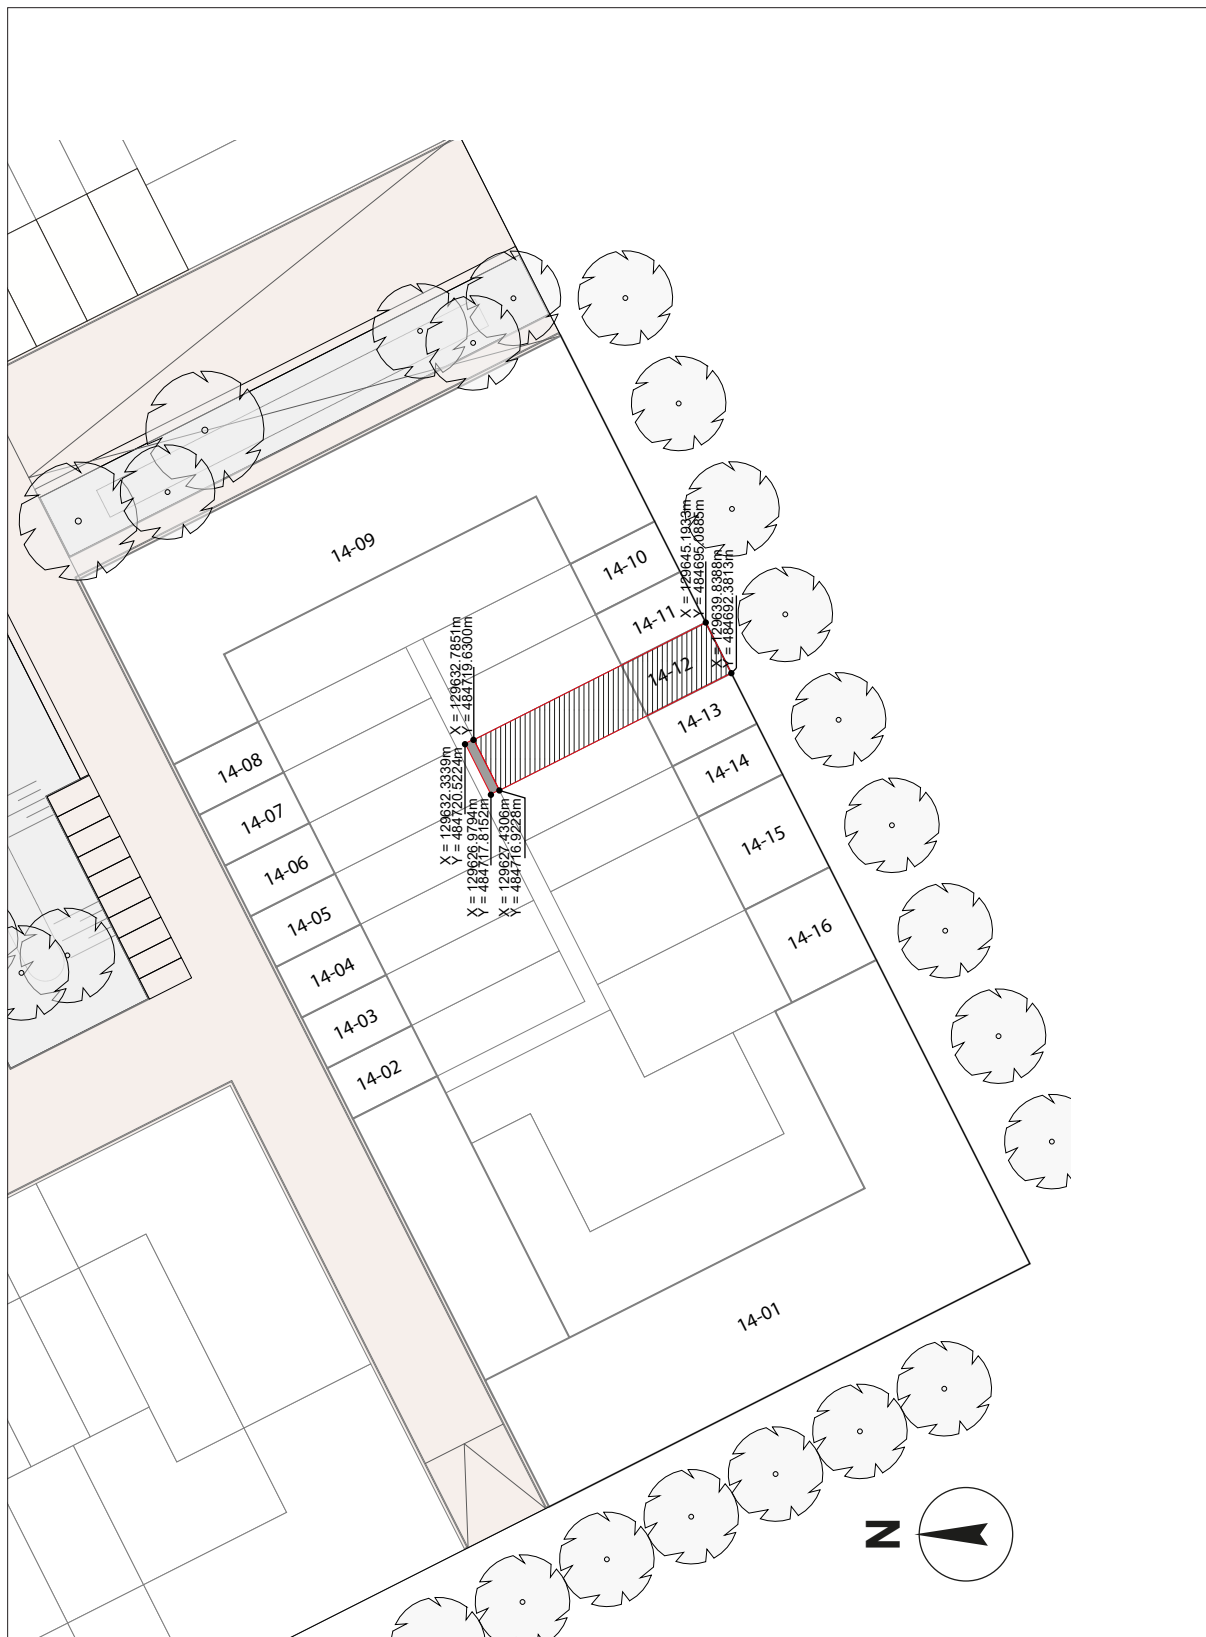 14-09
14-10
X = 129645.1933m
Y = 484695.0885m
14-11
X = 129639.8388m
Y = 484692.3813m
14-12
X = 129632.7851m
Y = 484719.6300m
14-13
14-08
14-14
X = 129632.3339m
Y = 484720.5224m
14-07
X = 129626.9794m
Y = 484717.8152m
X = 129627.4306m
Y = 484716.9228m
14-15
14-06
14-05
14-16
14-04
14-03
14-02
14-01
N